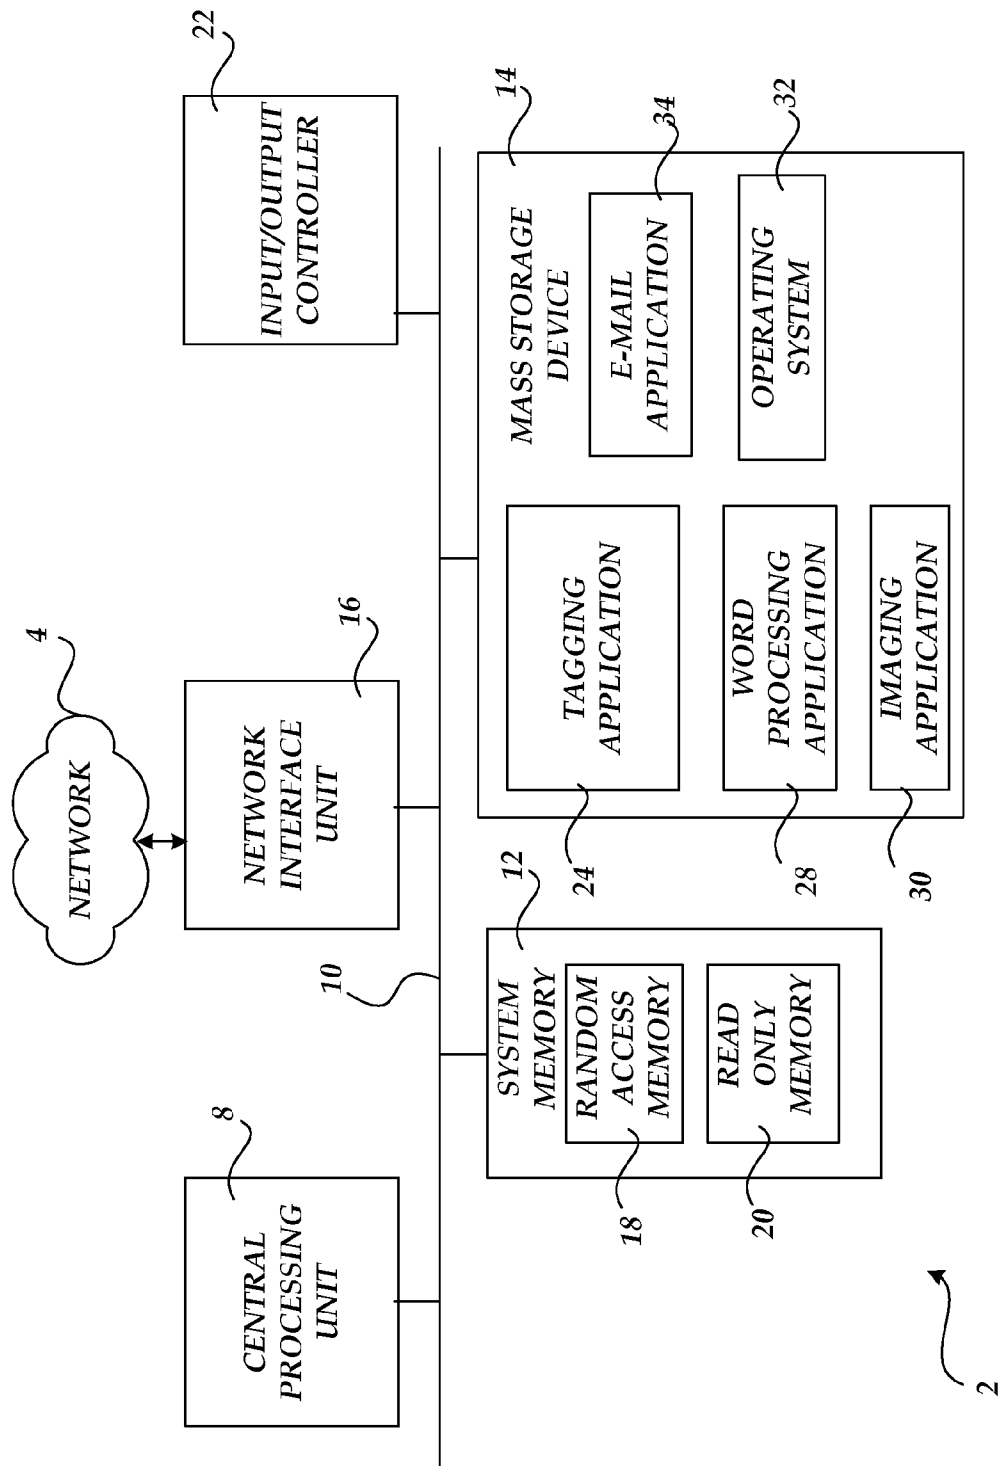 4
NETWORK
8
CENTRAL
PROCESSING
UNIT
16
NETWORK
INTERFACE
UNIT
22
INPUT/OUTPUT
CONTROLLER
10
12
SYSTEM
MEMORY
RANDOM
ACCESS
MEMORY
18
READ
ONLY
MEMORY
20
14
MASS STORAGE
DEVICE
TAGGING
APPLICATION
24
E-MAIL
APPLICATION
34
WORD
PROCESSING
APPLICATION
28
OPERATING
SYSTEM
32
IMAGING
APPLICATION
30
2